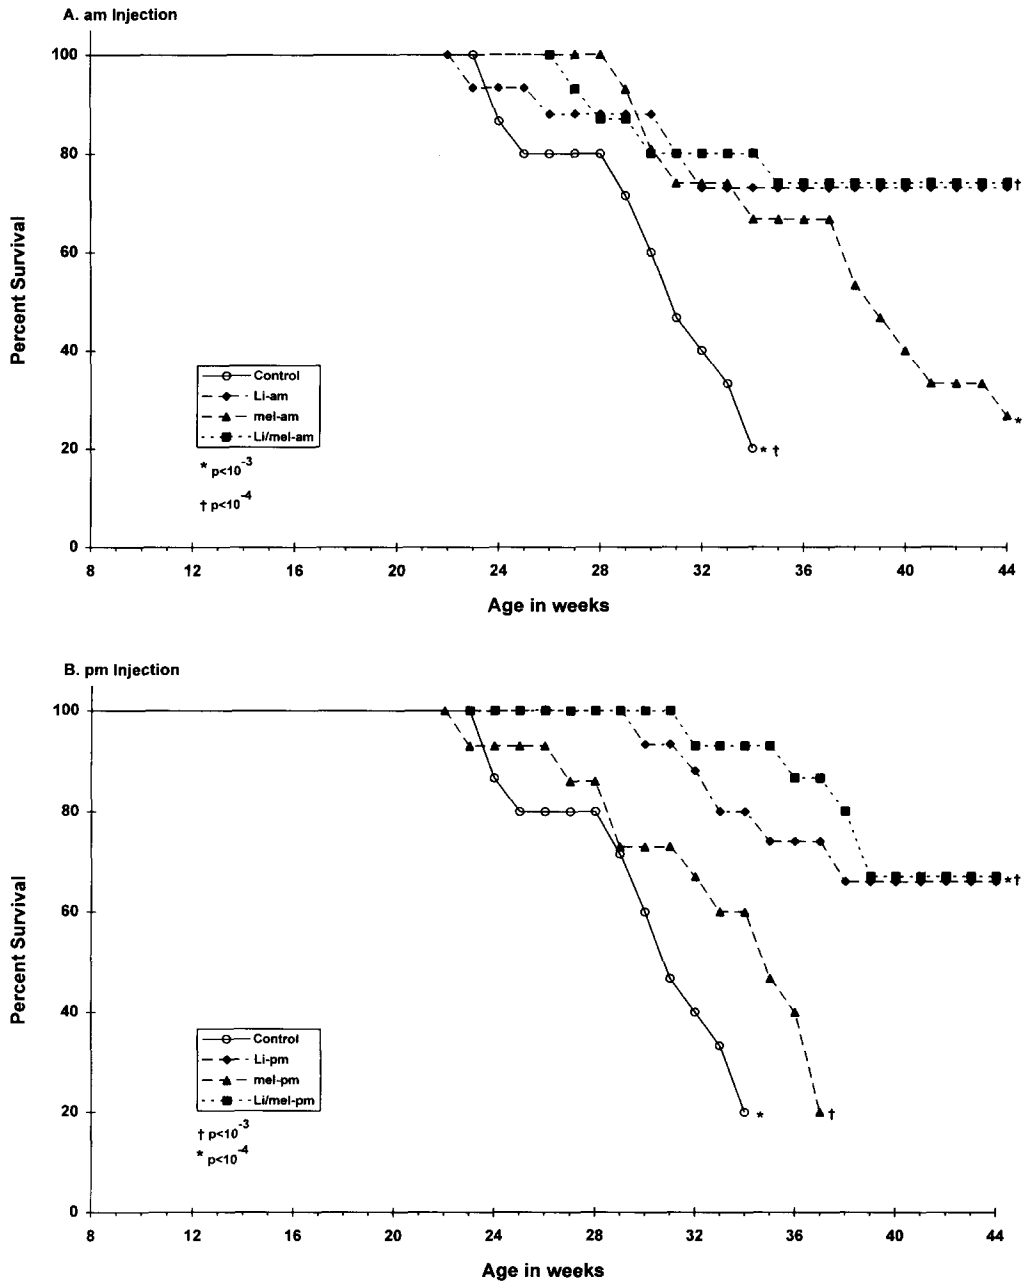 A. am Injection
100
80
60
40
20
0
Percent Survival
Control
Li-am
mel-am
Li/mel-am
* p<10-3
† p<10-4
* †
†
*
8 12 16 20 24 28 32 36 40 44
Age in weeks
B. pm Injection
100
80
60
40
20
0
Percent Survival
Control
Li-pm
mel-pm
Li/mel-pm
† p<10-3
* p<10-4
*
†
*†
8 12 16 20 24 28 32 36 40 44
Age in weeks